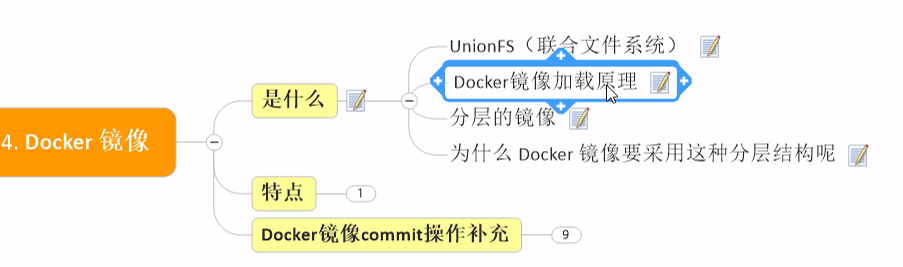 UnionFS（联合文件系统）
Docker镜像加载原理
是什么
分层的镜像
4. Docker 镜像
为什么 Docker 镜像要采用这种分层结构呢
特点
1
Docker镜像commit操作补充
9